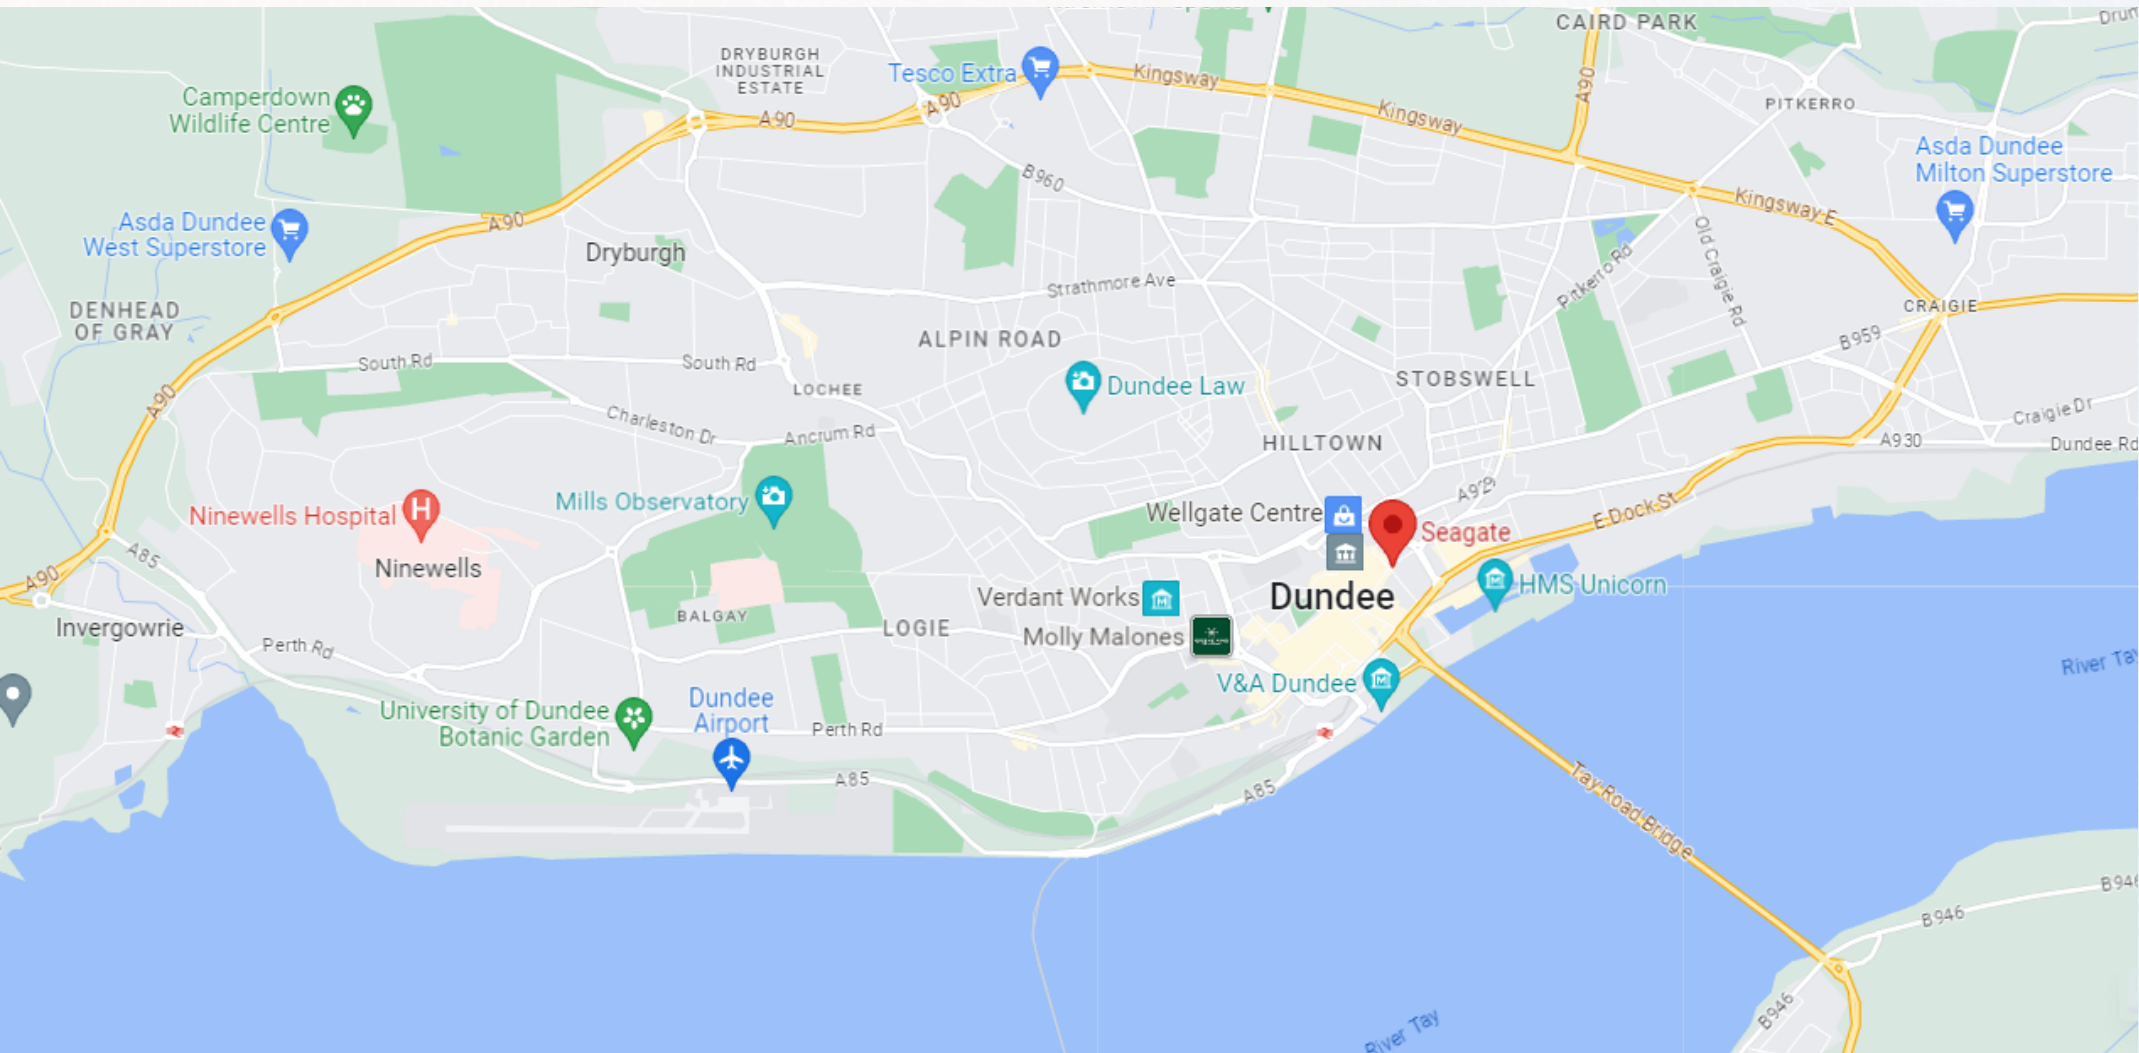 CAIRD PARK
DRYBURGH
INDUSTRIAL
ESTATE
Tesco Extra
Kingsway
A90
Camperdown
Wildlife Centre
A90
A90
Kingsway
PITKERRO
Asda Dundee
Milton Superstore
B960
Kingsway E
Asda Dundee
West Superstore
A90
Dryburgh
Old Craigie Rd
Pitkerro Rd
Strathmore Ave
DENHEAD
OF GRAY
CRAIGIE
ALPIN ROAD
B959
South Rd
South Rd
LOCHEE
Dundee Law
STOBSWELL
A90
Charleston Dr
Ancrum Rd
Craigie Dr
HILLTOWN
A930
Dundee Rd
Mills Observatory
Ninewells Hospital
Wellgate Centre
A929
E Dock St
Seagate
A85
Ninewells
A90
Verdant Works
Dundee
HMS Unicorn
BALGAY
LOGIE
Molly Malones
Invergowrie
Perth Rd
River Tay
V&A Dundee
University of Dundee
Botanic Garden
Dundee
Airport
Perth Rd
A85
A85
Tay Road Bridge
B946
B946
B946
River Tay